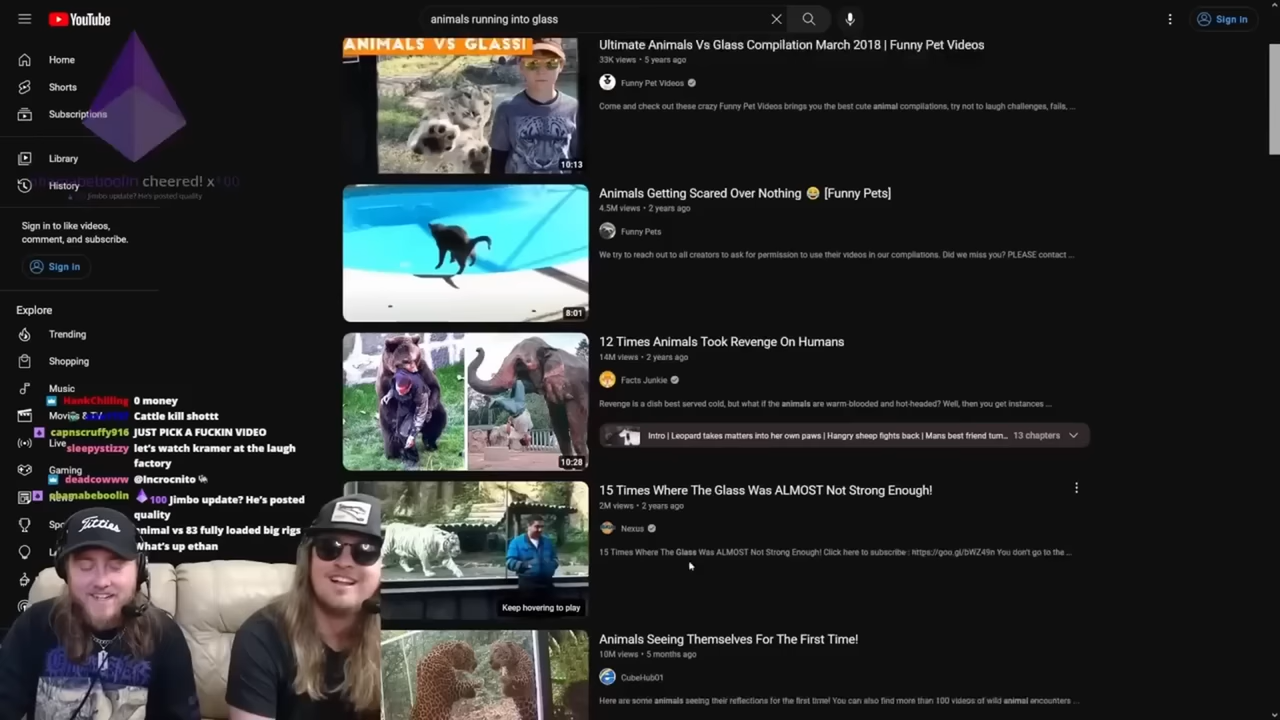 YouTube
animals running into glass
Sign in
Home
Shorts
Subscriptions
Library
History
cheered! x100
Jimbo update? He's posted quality
Sign in to like videos,
comment, and subscribe.
Sign in
Explore
Trending
Shopping
Music
Movies & TV
Live
Gaming
HankChilling 0 money
Cattle kill shottt
capnscruffy916 JUST PICK A FUCKIN VIDEO
sleepystizzy let's watch kramer at the laugh
factory
deadcowww @Incrocnito
100 Jimbo update? He's posted
quality
animal vs 83 fully loaded big rigs
What's up ethan
Titties
ANIMALS VS GLASS!
10:13
Ultimate Animals Vs Glass Compilation March 2018 | Funny Pet Videos
33K views • 5 years ago
Funny Pet Videos
Come and check out these crazy Funny Pet Videos brings you the best cute animal compilations, try not to laugh challenges, fails, ...
8:01
Animals Getting Scared Over Nothing 😂 [Funny Pets]
4.5M views • 2 years ago
Funny Pets
We try to reach out to all creators to ask for permission to use their videos in our compilations. Did we miss you? PLEASE contact ...
10:28
12 Times Animals Took Revenge On Humans
14M views • 2 years ago
Facts Junkie
Revenge is a dish best served cold, but what if the animals are warm-blooded and hot-headed? Well, then you get instances ...
Intro | Leopard takes matters into her own paws | Hangry sheep fights back | Mans best friend turn... 13 chapters
Keep hovering to play
15 Times Where The Glass Was ALMOST Not Strong Enough!
2M views • 2 years ago
Nexus
15 Times Where The Glass Was ALMOST Not Strong Enough! Click here to subscribe : https://goo.gl/bWZ49n You don't go to the ...
Animals Seeing Themselves For The First Time!
10M views • 5 months ago
CubeHub01
Here are some animals seeing their reflections for the first time! You can also find more than 100 videos of wild animal encounters ...